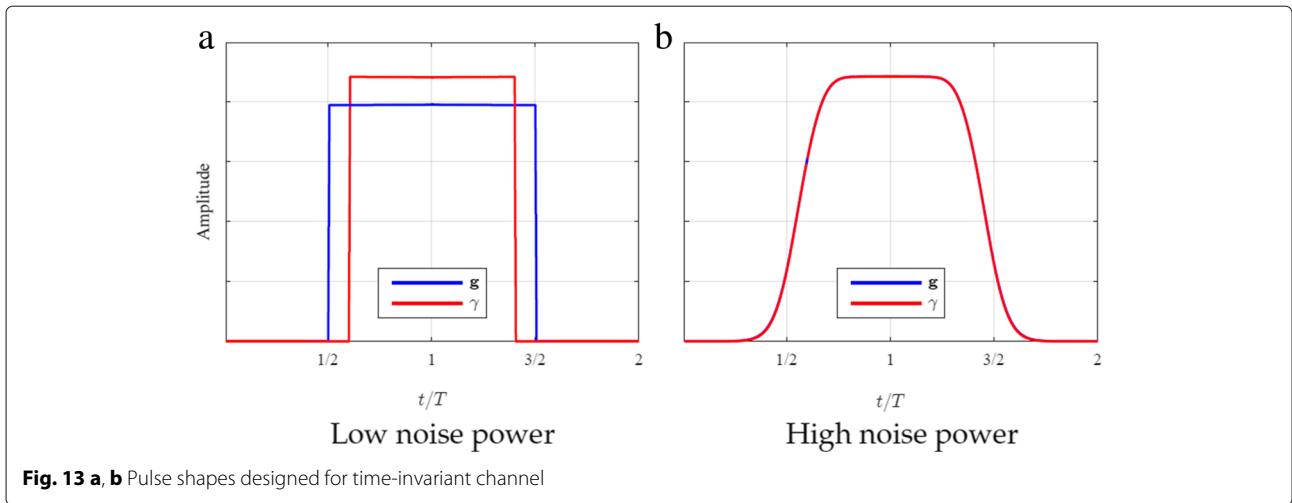 a
b
Amplitude
g
γ
g
γ
1/2
1
3/2
2
1/2
1
3/2
2
t/T
t/T
Low noise power
High noise power
Fig. 13 a, b Pulse shapes designed for time-invariant channel